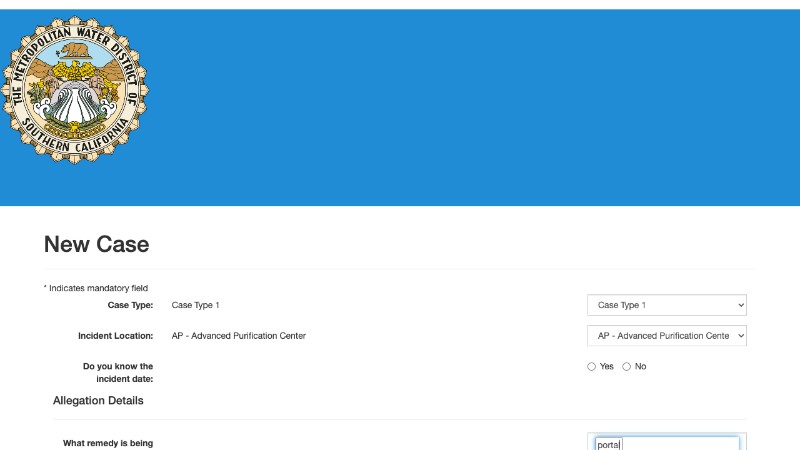 THE METROPOLITAN WATER DISTRICT OF
SOUTHERN CALIFORNIA
New Case
* Indicates mandatory field
Case Type: Case Type 1 Case Type 1
Incident Location: AP - Advanced Purification Center AP - Advanced Purification Cente
Do you know the Yes No
incident date:
Allegation Details
What remedy is being portal